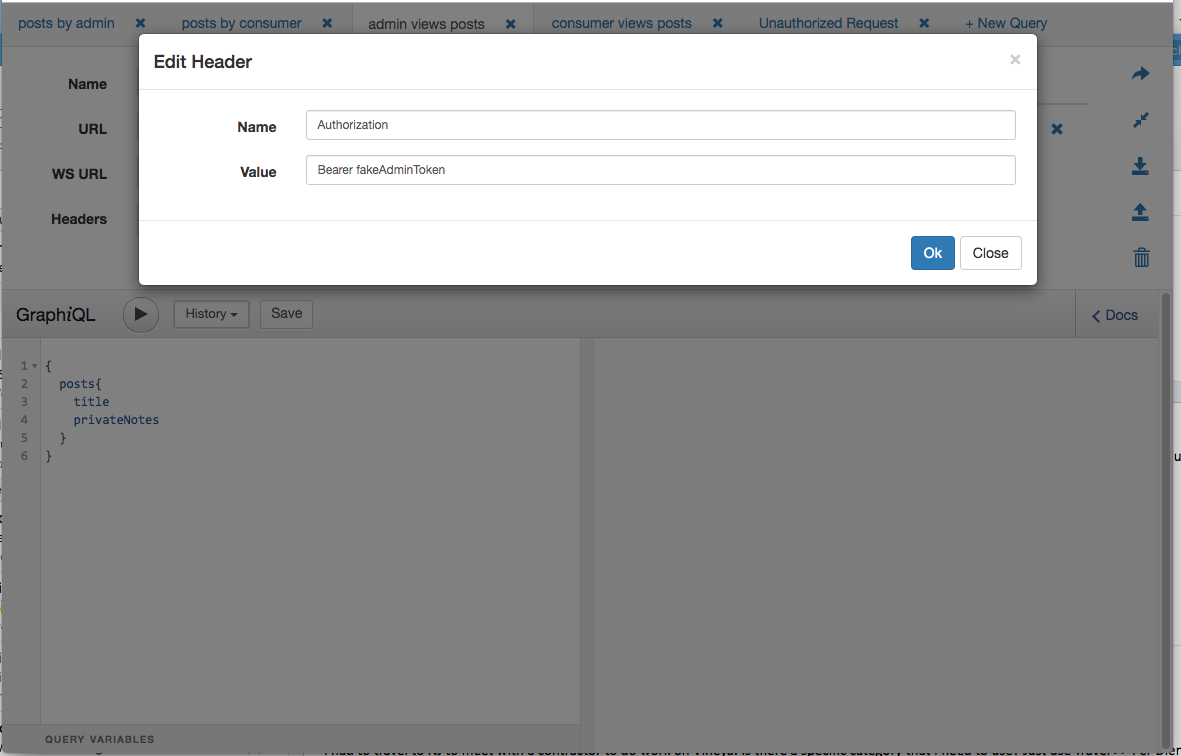 posts by admin ✖ posts by consumer ✖ admin views posts ✖ consumer views posts ✖ Unauthorized Request ✖ + New Query
Edit Header ×
Name
Authorization
Value
Bearer fakeAdminToken
Ok Close
Name
URL
WS URL
Headers
GraphiQL History Save Docs
1 {
2 posts{
3 title
4 privateNotes
5 }
6 }
QUERY VARIABLES